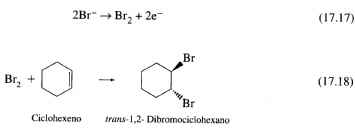 2Br⁻ → Br₂ + 2e⁻ (17.17)
Br
Br₂ + → (17.18)
Br
Ciclohexeno trans-1,2- Dibromociclohexano